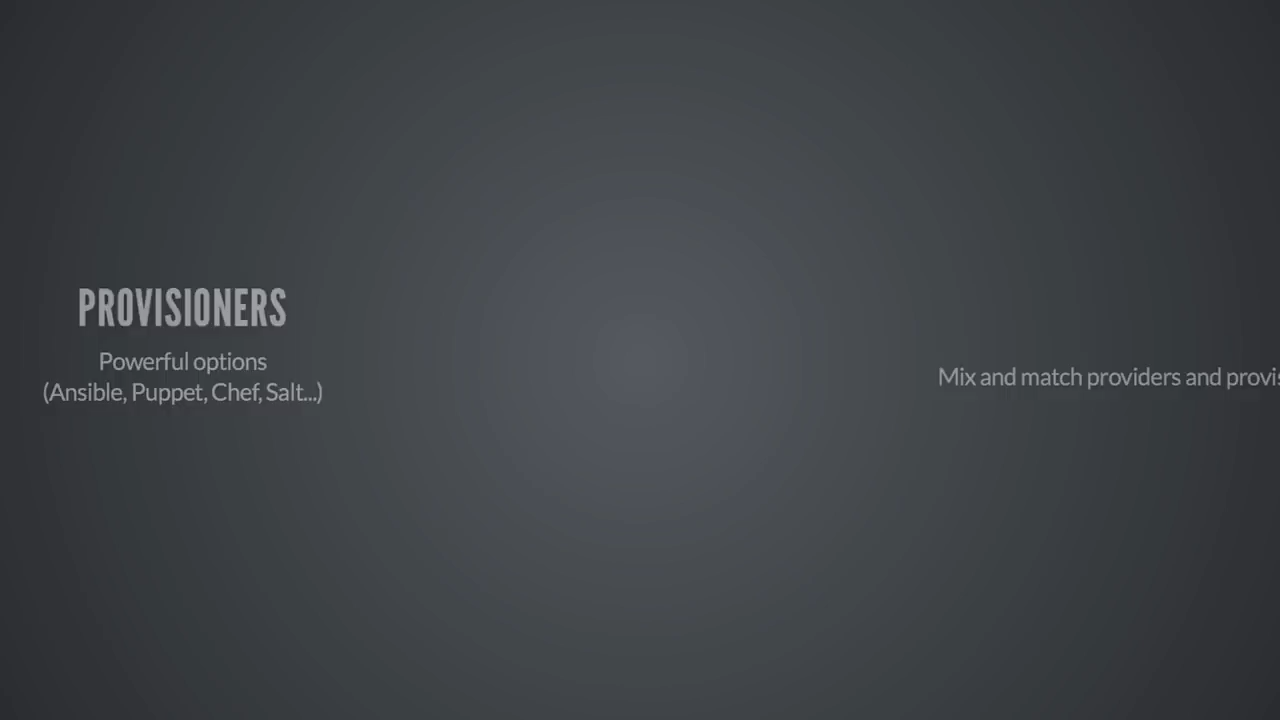 PROVISIONERS
Powerful options
(Ansible, Puppet, Chef, Salt...)
Mix and match providers and